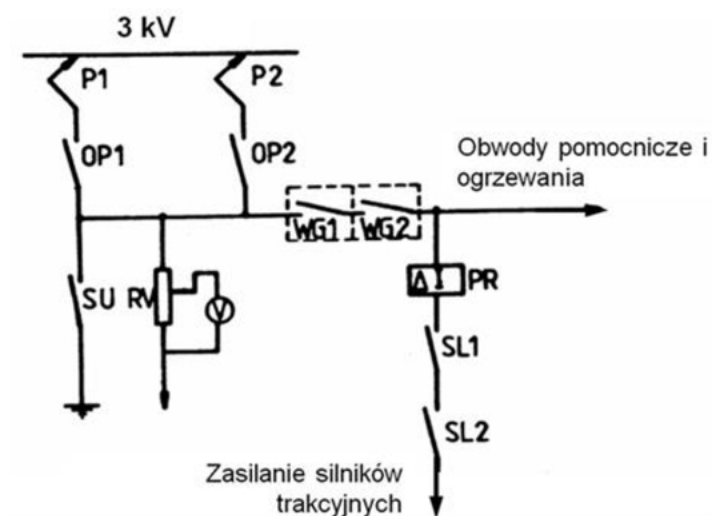 3 kV
P1
P2
OP1
OP2
Obwody pomocnicze i
ogrzewania
WG1 WG2
SU RV
V
Δ I PR
SL1
SL2
Zasilanie silników
trakcyjnych